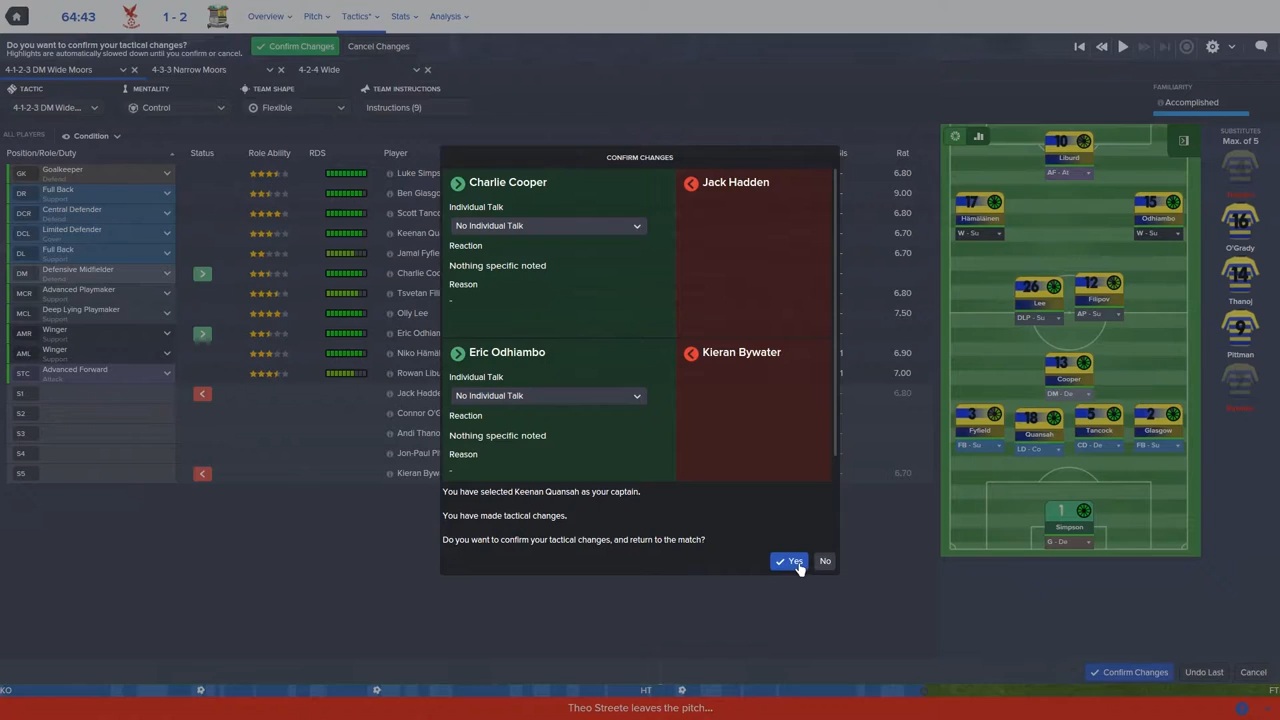 64:43
1 - 2
Overview
Pitch
Tactics*
Stats
Analysis
Do you want to confirm your tactical changes?
Highlights are automatically slowed down until you confirm or cancel.
Confirm Changes
Cancel Changes
4-1-2-3 DM Wide Moors
4-3-3 Narrow Moors
4-2-4 Wide
TACTIC
MENTALITY
TEAM SHAPE
TEAM INSTRUCTIONS
FAMILIARITY
4-1-2-3 DM Wide...
Control
Flexible
Instructions (9)
Accomplished
ALL PLAYERS
Condition
SUBSTITUTES
Max. of 5
Position/Role/Duty
Status
Role Ability
RDS
Player
Rat
GK Goalkeeper
Defend
Luke Simps
6.80
DR Full Back
Support
Ben Glasgo
9.00
DCR Central Defender
Defend
Scott Tanco
6.80
DCL Limited Defender
Cover
Keenan Qu
6.70
DL Full Back
Support
Jamal Fyfie
6.70
DM Defensive Midfielder
Defend
Charlie Coo
MCR Advanced Playmaker
Support
Tsvetan Fili
6.80
MCL Deep Lying Playmaker
Support
Olly Lee
7.50
AMR Winger
Support
Eric Odhian
AML Winger
Support
Niko Hämäl
6.90
STC Advanced Forward
Attack
Rowan Libu
7.00
S1
Jack Hadde
S2
Connor O'G
S3
Andi Thano
S4
Jon-Paul Pi
S5
Kieran Byw
6.70
CONFIRM CHANGES
Charlie Cooper
Jack Hadden
Individual Talk
No Individual Talk
Reaction
Nothing specific noted
Reason
-
Eric Odhiambo
Kieran Bywater
Individual Talk
No Individual Talk
Reaction
Nothing specific noted
Reason
-
You have selected Keenan Quansah as your captain.
You have made tactical changes.
Do you want to confirm your tactical changes, and return to the match?
Yes
No
10
Liburd
AF - At
17
Hämäläinen
W - Su
15
Odhiambo
W - Su
26
Lee
DLP - Su
12
Filipov
AP - Su
13
Cooper
DM - De
3
Fyfield
FB - Su
18
Quansah
LD - Co
5
Tancock
CD - De
2
Glasgow
FB - Su
1
Simpson
G - De
16
O'Grady
14
Thanoj
9
Pittman
Confirm Changes
Undo Last
Cancel
KO
HT
FT
Theo Streete leaves the pitch...